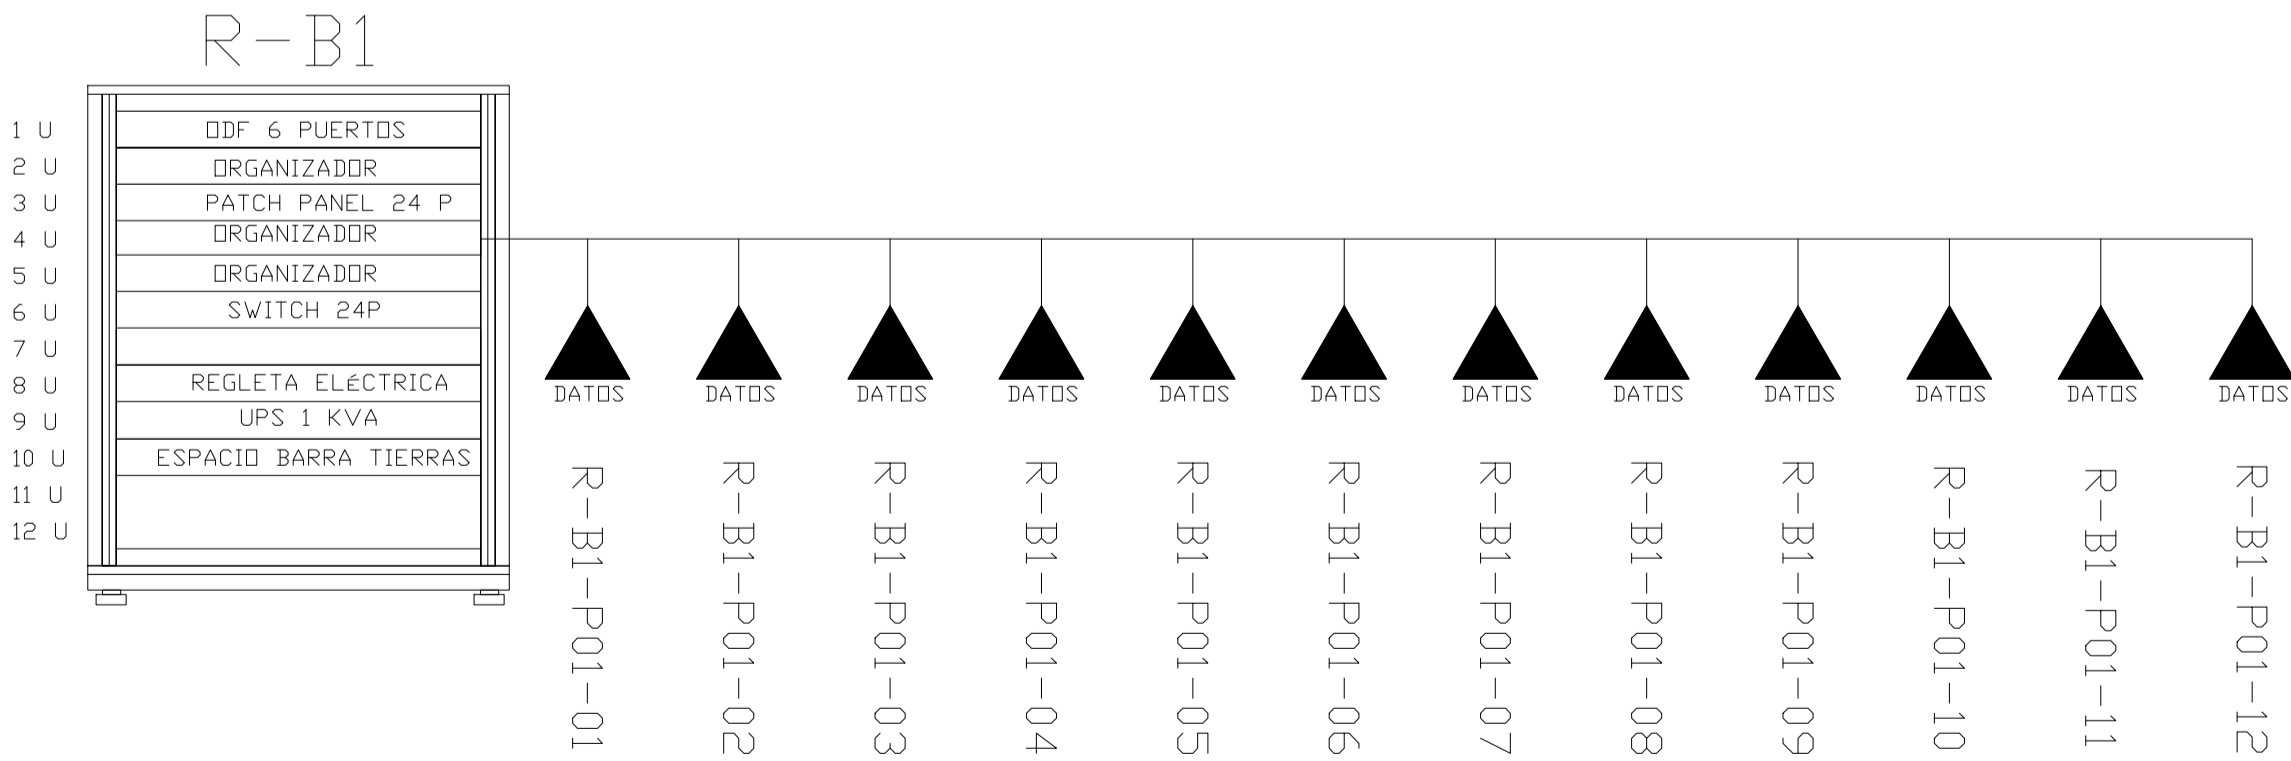 R-B1
1 U ODF 6 PUERTOS
2 U ORGANIZADOR
3 U PATCH PANEL 24 P
4 U ORGANIZADOR
5 U ORGANIZADOR
6 U SWITCH 24P
7 U
8 U REGLETA ELéCTRICA
9 U UPS 1 KVA
10 U ESPACIO BARRA TIERRAS
11 U
12 U
DATOS DATOS DATOS DATOS DATOS DATOS DATOS DATOS DATOS DATOS DATOS DATOS
R-B1-P01-01
R-B1-P01-02
R-B1-P01-03
R-B1-P01-04
R-B1-P01-05
R-B1-P01-06
R-B1-P01-07
R-B1-P01-08
R-B1-P01-09
R-B1-P01-10
R-B1-P01-11
R-B1-P01-12